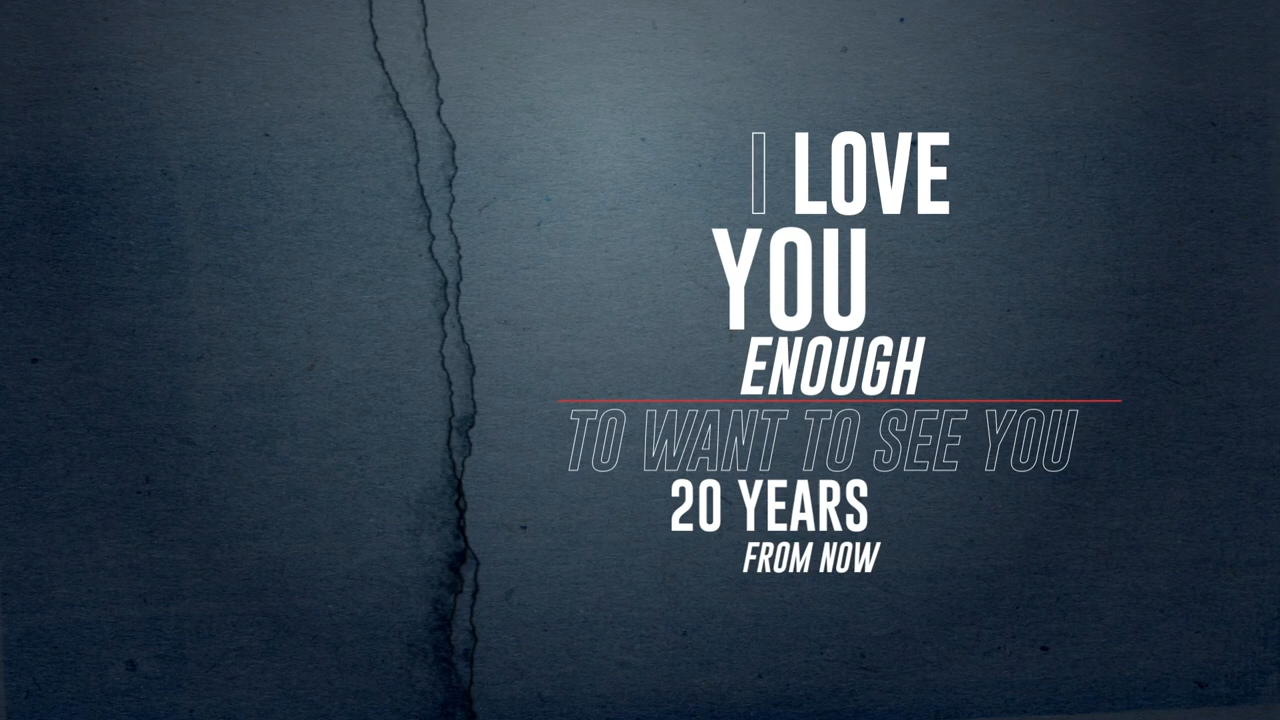 I LOVE
YOU
ENOUGH
TO WANT TO SEE YOU
20 YEARS
FROM NOW